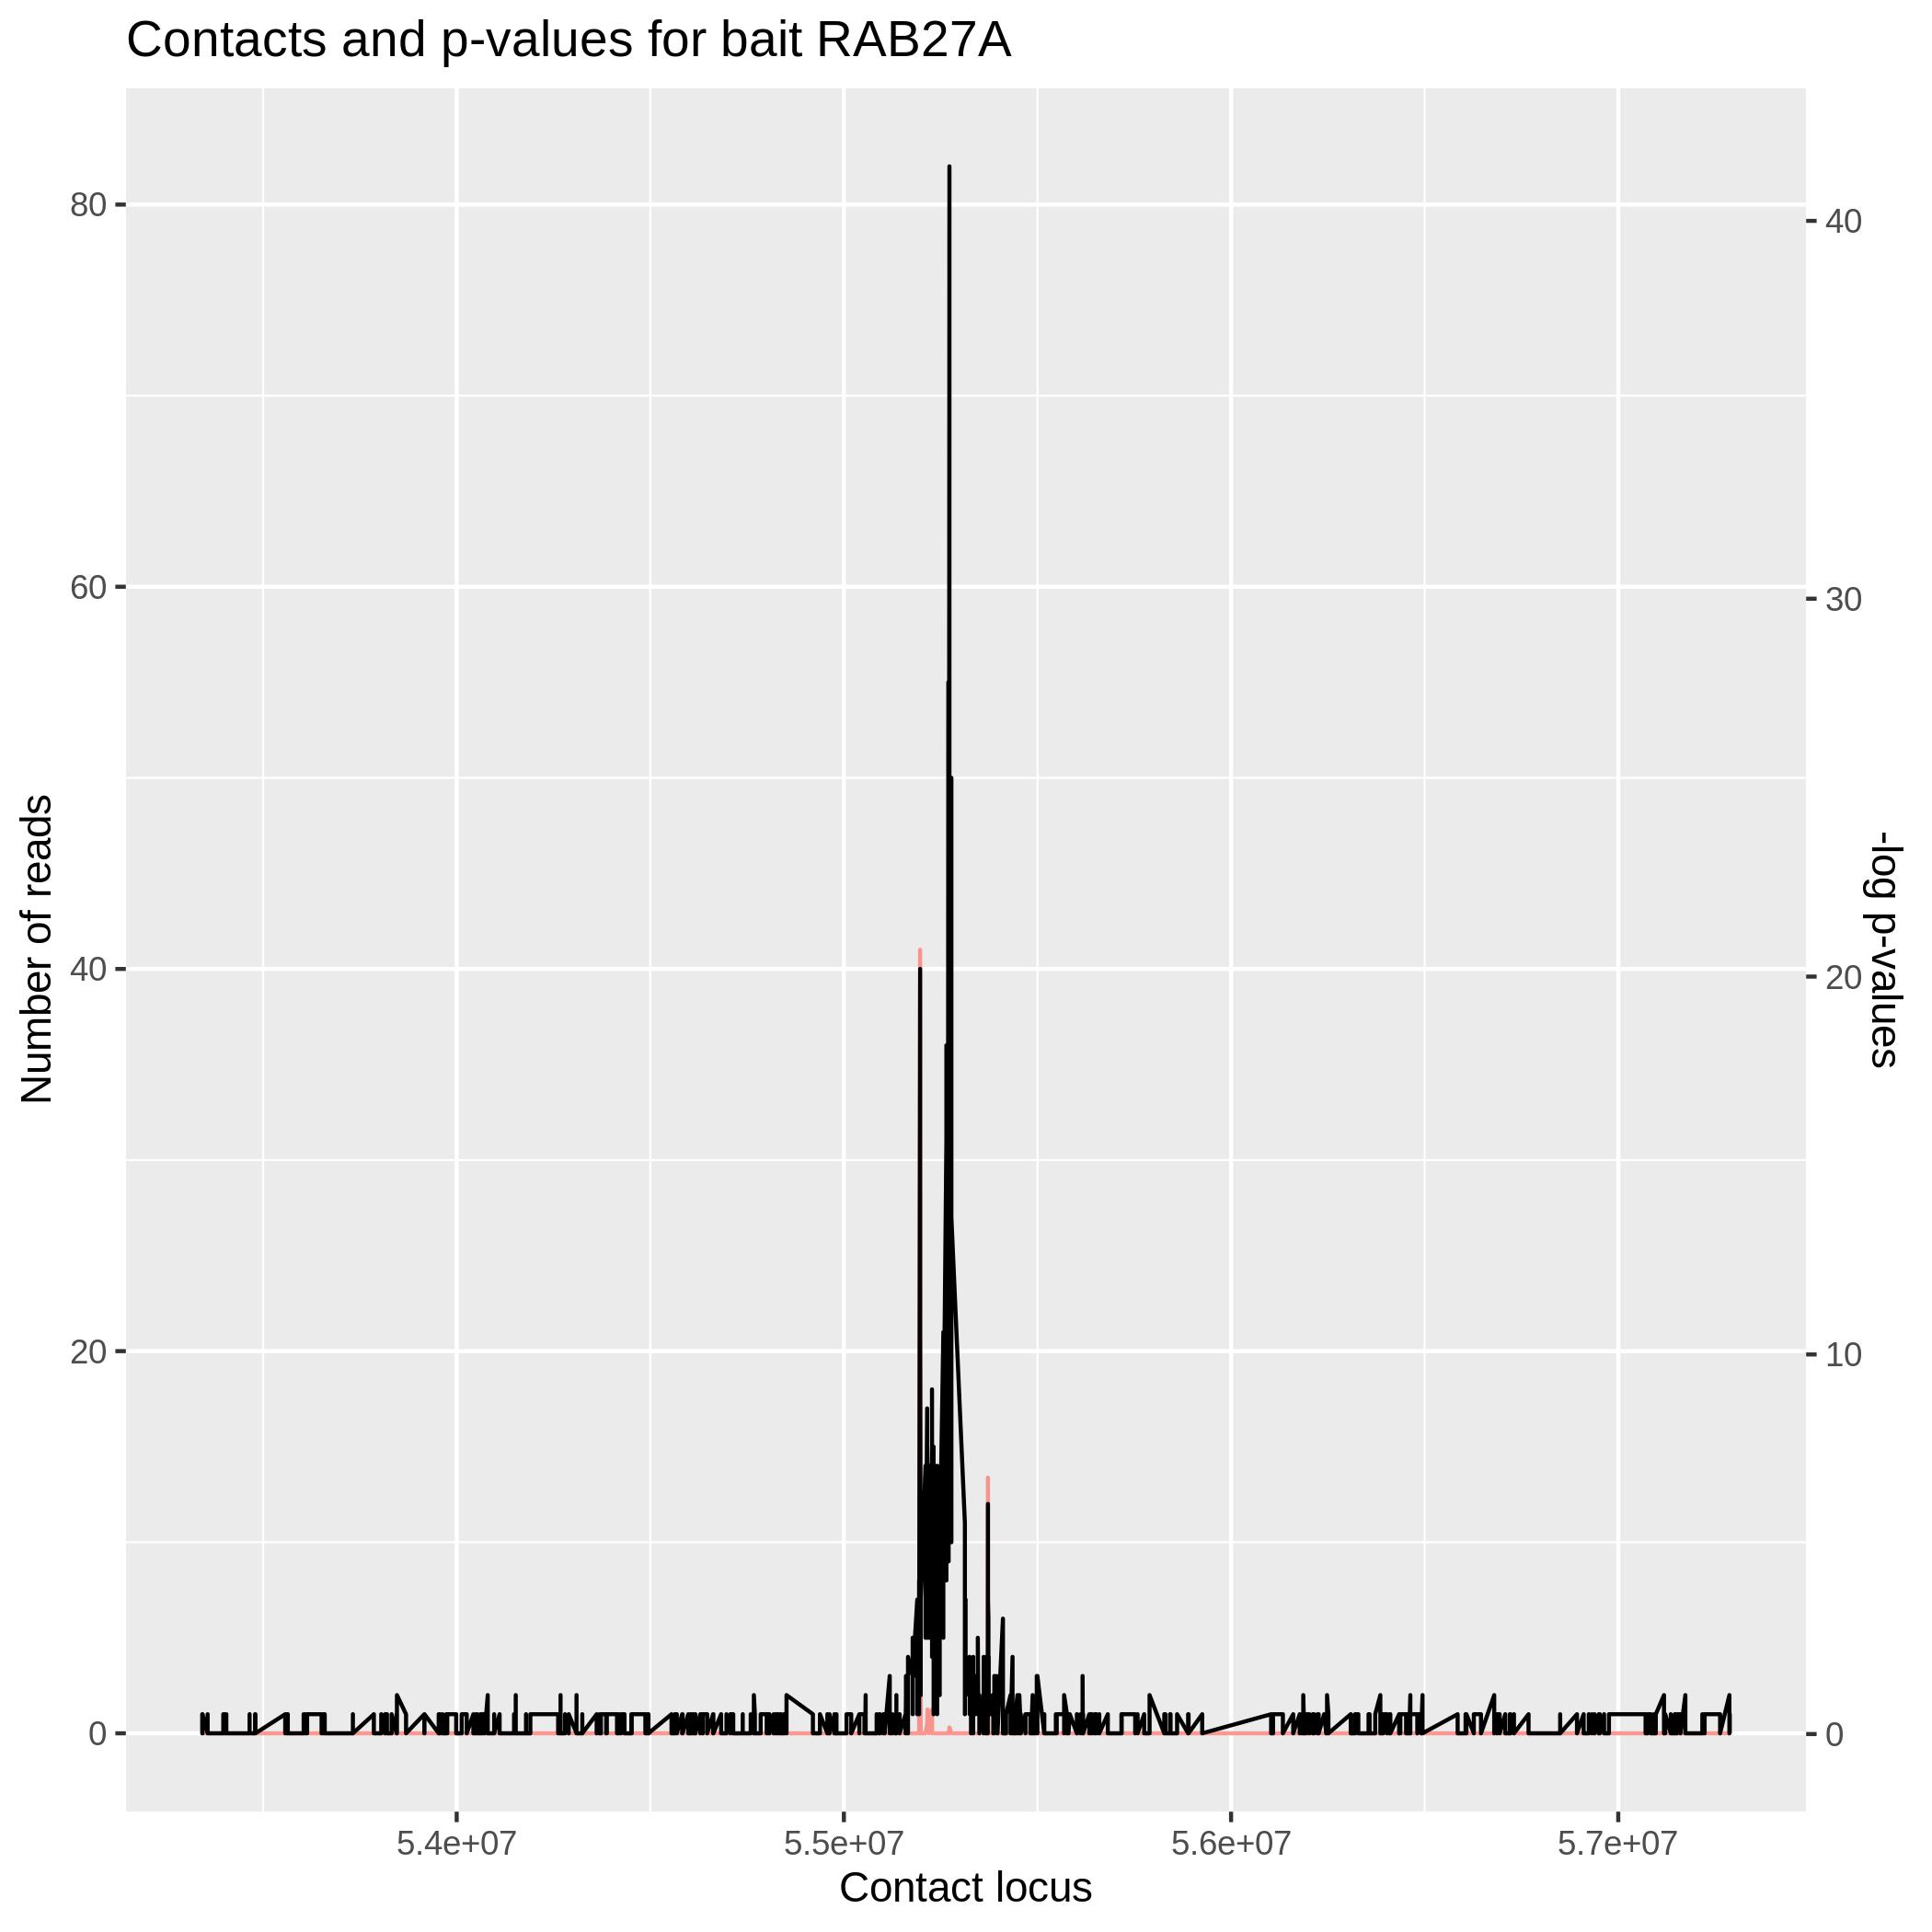 Contacts and p-values for bait RAB27A
80
60
40
20
0
Number of reads
40
30
20
10
0
-log p-values
5.4e+07
5.5e+07
5.6e+07
5.7e+07
Contact locus